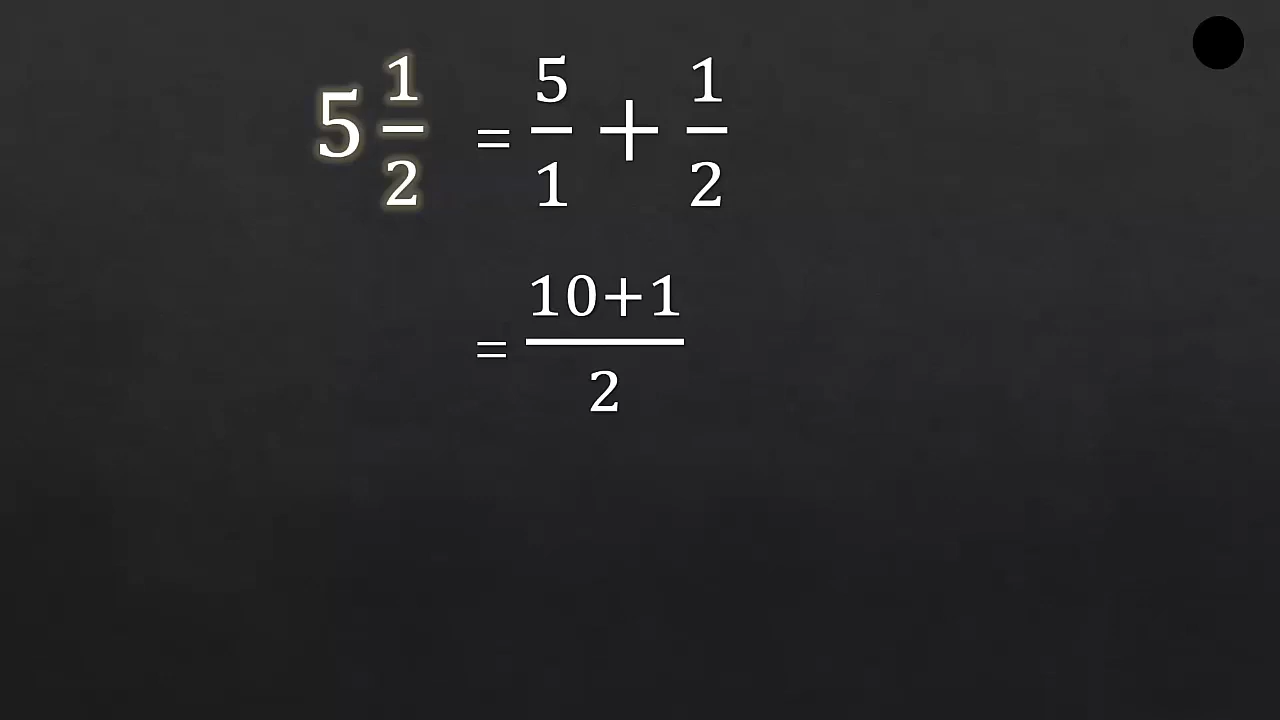 5 1/2 = 5/1 + 1/2
= 10+1/2